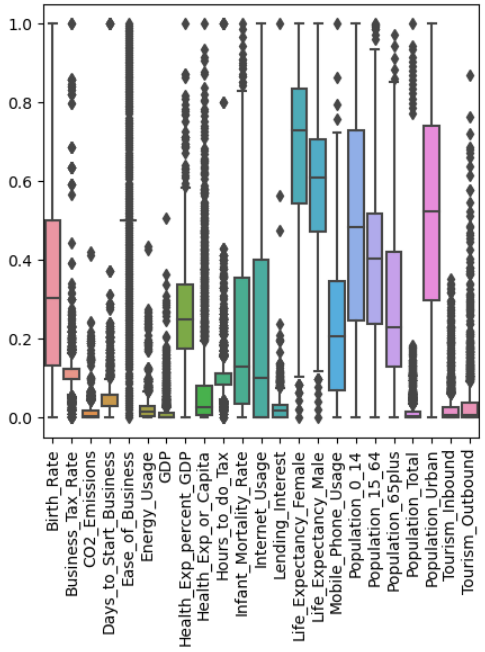 1.0
0.8
0.6
0.4
0.2
0.0
Birth_Rate
Business_Tax_Rate
CO2_Emissions
Days_to_Start_Business
Ease_of_Business
Energy_Usage
GDP
Health_Exp_percent_GDP
Health_Exp_or_Capita
Hours_to_do_Tax
Infant_Mortality_Rate
Internet_Usage
Lending_Interest
Life_Expectancy_Female
Life_Expectancy_Male
Mobile_Phone_Usage
Population_0_14
Population_15_64
Population_65plus
Population_Total
Population_Urban
Tourism_Inbound
Tourism_Outbound